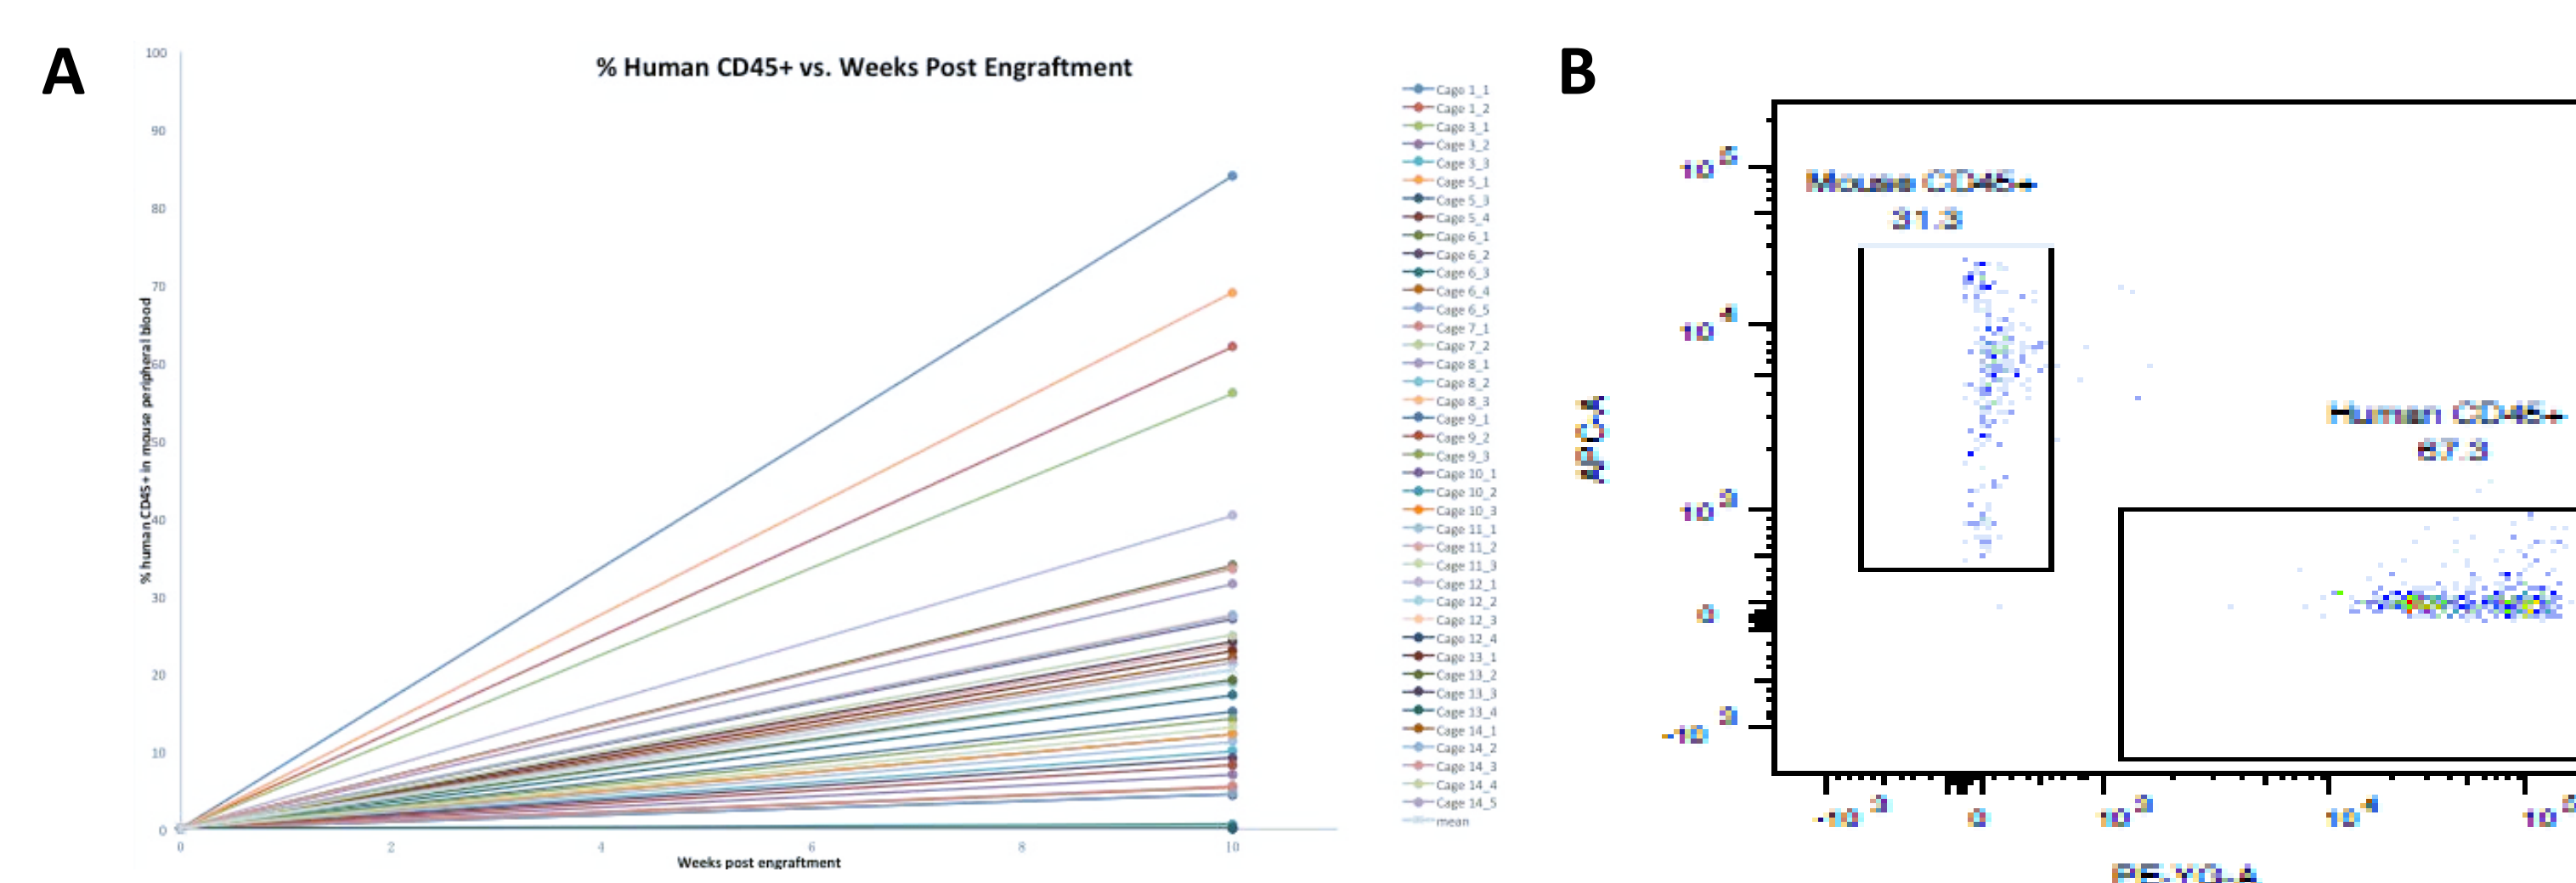 A
% Human CD45+ vs. Weeks Post Engraftment
100
90
80
70
60
50
40
30
20
10
0
% human CD45+ in mouse peripheral blood
0 2 4 6 8 10
Weeks post engraftment
Cage 1_1
Cage 1_2
Cage 3_1
Cage 3_2
Cage 3_3
Cage 5_1
Cage 5_3
Cage 5_4
Cage 6_1
Cage 6_2
Cage 6_3
Cage 6_4
Cage 6_5
Cage 7_1
Cage 7_2
Cage 8_1
Cage 8_2
Cage 8_3
Cage 9_1
Cage 9_2
Cage 9_3
Cage 10_1
Cage 10_2
Cage 10_3
Cage 11_1
Cage 11_2
Cage 11_3
Cage 12_1
Cage 12_2
Cage 12_3
Cage 12_4
Cage 13_1
Cage 13_2
Cage 13_3
Cage 13_4
Cage 14_1
Cage 14_2
Cage 14_3
Cage 14_4
Cage 14_5
mean
B
Mouse CD45+
31.3
Human CD45+
67.3
0
0